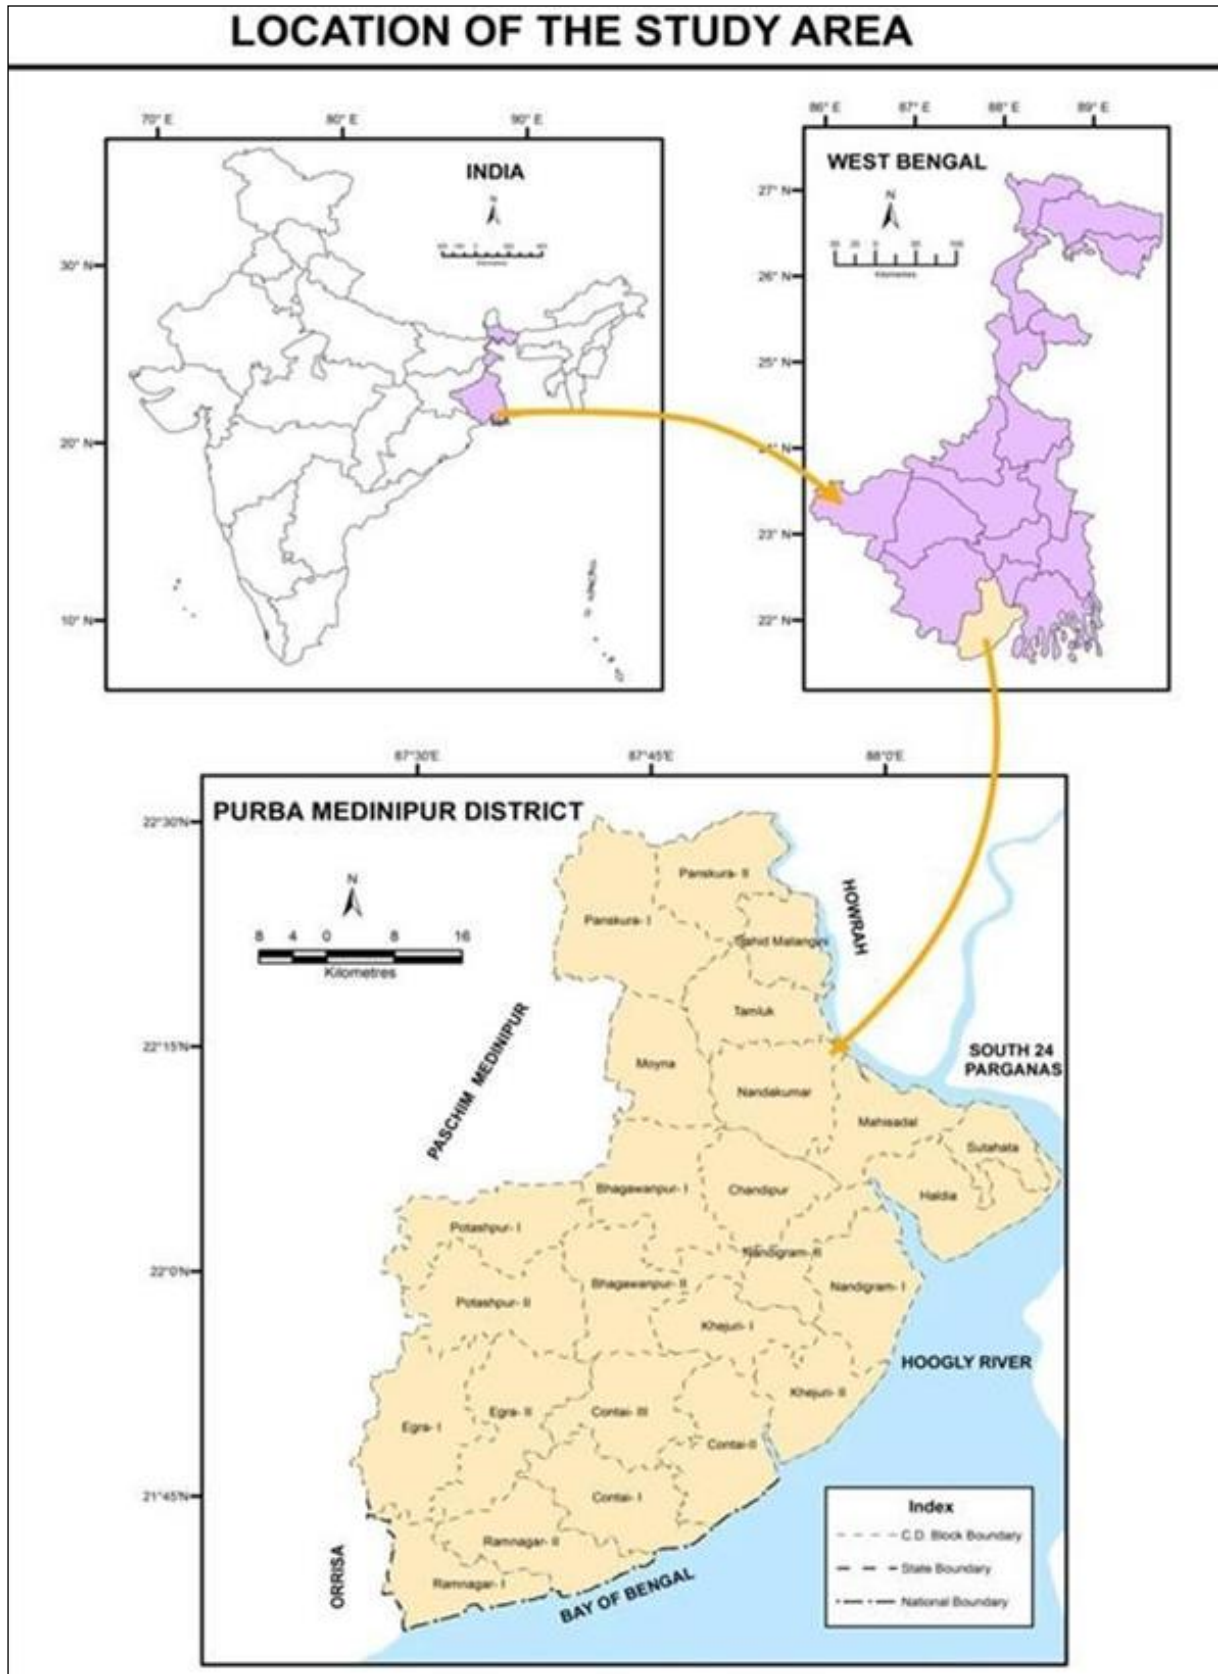 LOCATION OF THE STUDY AREA
70° E 80° E 90° E
INDIA
N
Kilometres
30° N
20° N
10° N
86° E 87° E 88° E 89° E
WEST BENGAL
N
Kilometres
27° N
26° N
25° N
23° N
22° N
87°30'E 87°45'E 88°0'E
PURBA MEDINIPUR DISTRICT
22°30'N
22°15'N
22°0'N
21°45'N
N
8 4 0 8 16
Kilometres
Panskura- II
Panskura- I
HOWRAH
Sahid Matangini
Tamluk
PASCHIM MEDINIPUR
Moyna
Nandakumar
SOUTH 24
PARGANAS
Mahisadal
Sutahata
Haldia
Bhagawanpur- I
Chandipur
Potashpur- I
Nandigram- II
Bhagawanpur- II
Nandigram- I
Potashpur- II
Khejuri- I
HOOGLY RIVER
Khejuri- II
Egra- I
Egra- II
Contai- III
Contai-II
Contai- I
Ramnagar- II
Ramnagar- I
ORRISA
BAY OF BENGAL
Index
C.D. Block Boundary
State Boundary
National Boundary